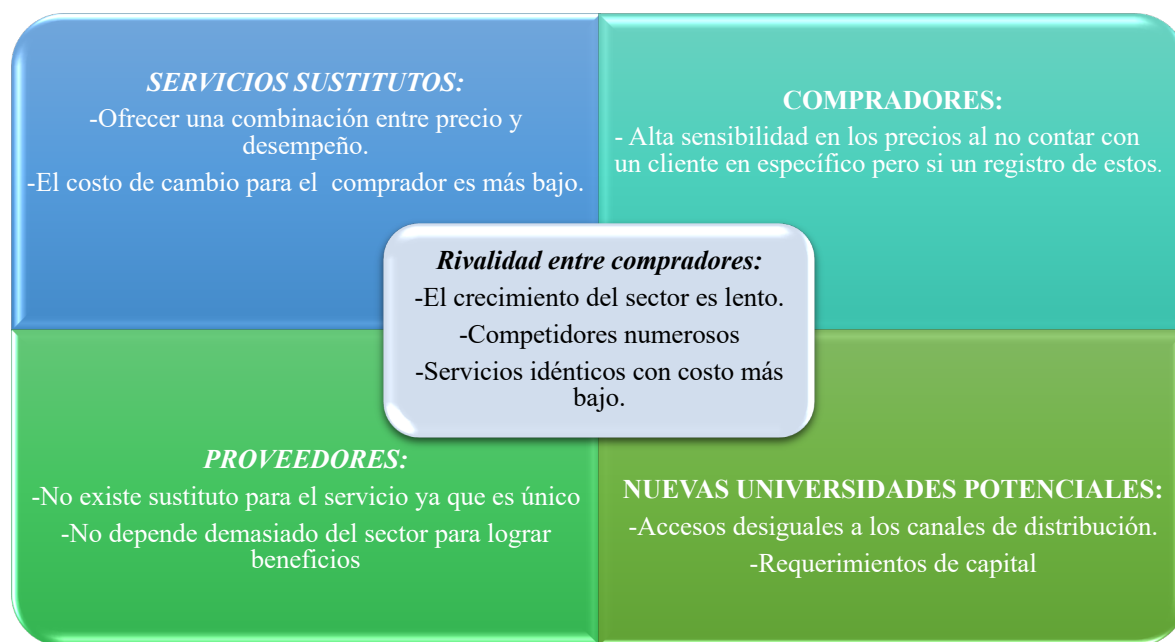 SERVICIOS SUSTITUTOS:
-Ofrecer una combinación entre precio y
desempeño.
-El costo de cambio para el comprador es más bajo.
COMPRADORES:
- Alta sensibilidad en los precios al no contar con
un cliente en específico pero si un registro de estos.
Rivalidad entre compradores:
-El crecimiento del sector es lento.
-Competidores numerosos
-Servicios idénticos con costo más
bajo.
PROVEEDORES:
-No existe sustituto para el servicio ya que es único
-No depende demasiado del sector para lograr
beneficios
NUEVAS UNIVERSIDADES POTENCIALES:
-Accesos desiguales a los canales de distribución.
-Requerimientos de capital